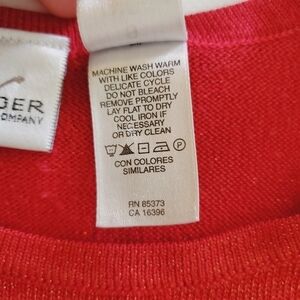 GER
OMPANY
MACHINE WASH WARM
WITH LIKE COLORS
DELICATE CYCLE
DO NOT BLEACH
REMOVE PROMPTLY
LAY FLAT TO DRY
COOL IRON IF
NECESSARY
OR DRY CLEAN
P
CON COLORES
SIMILARES
RN 85373
CA 16396